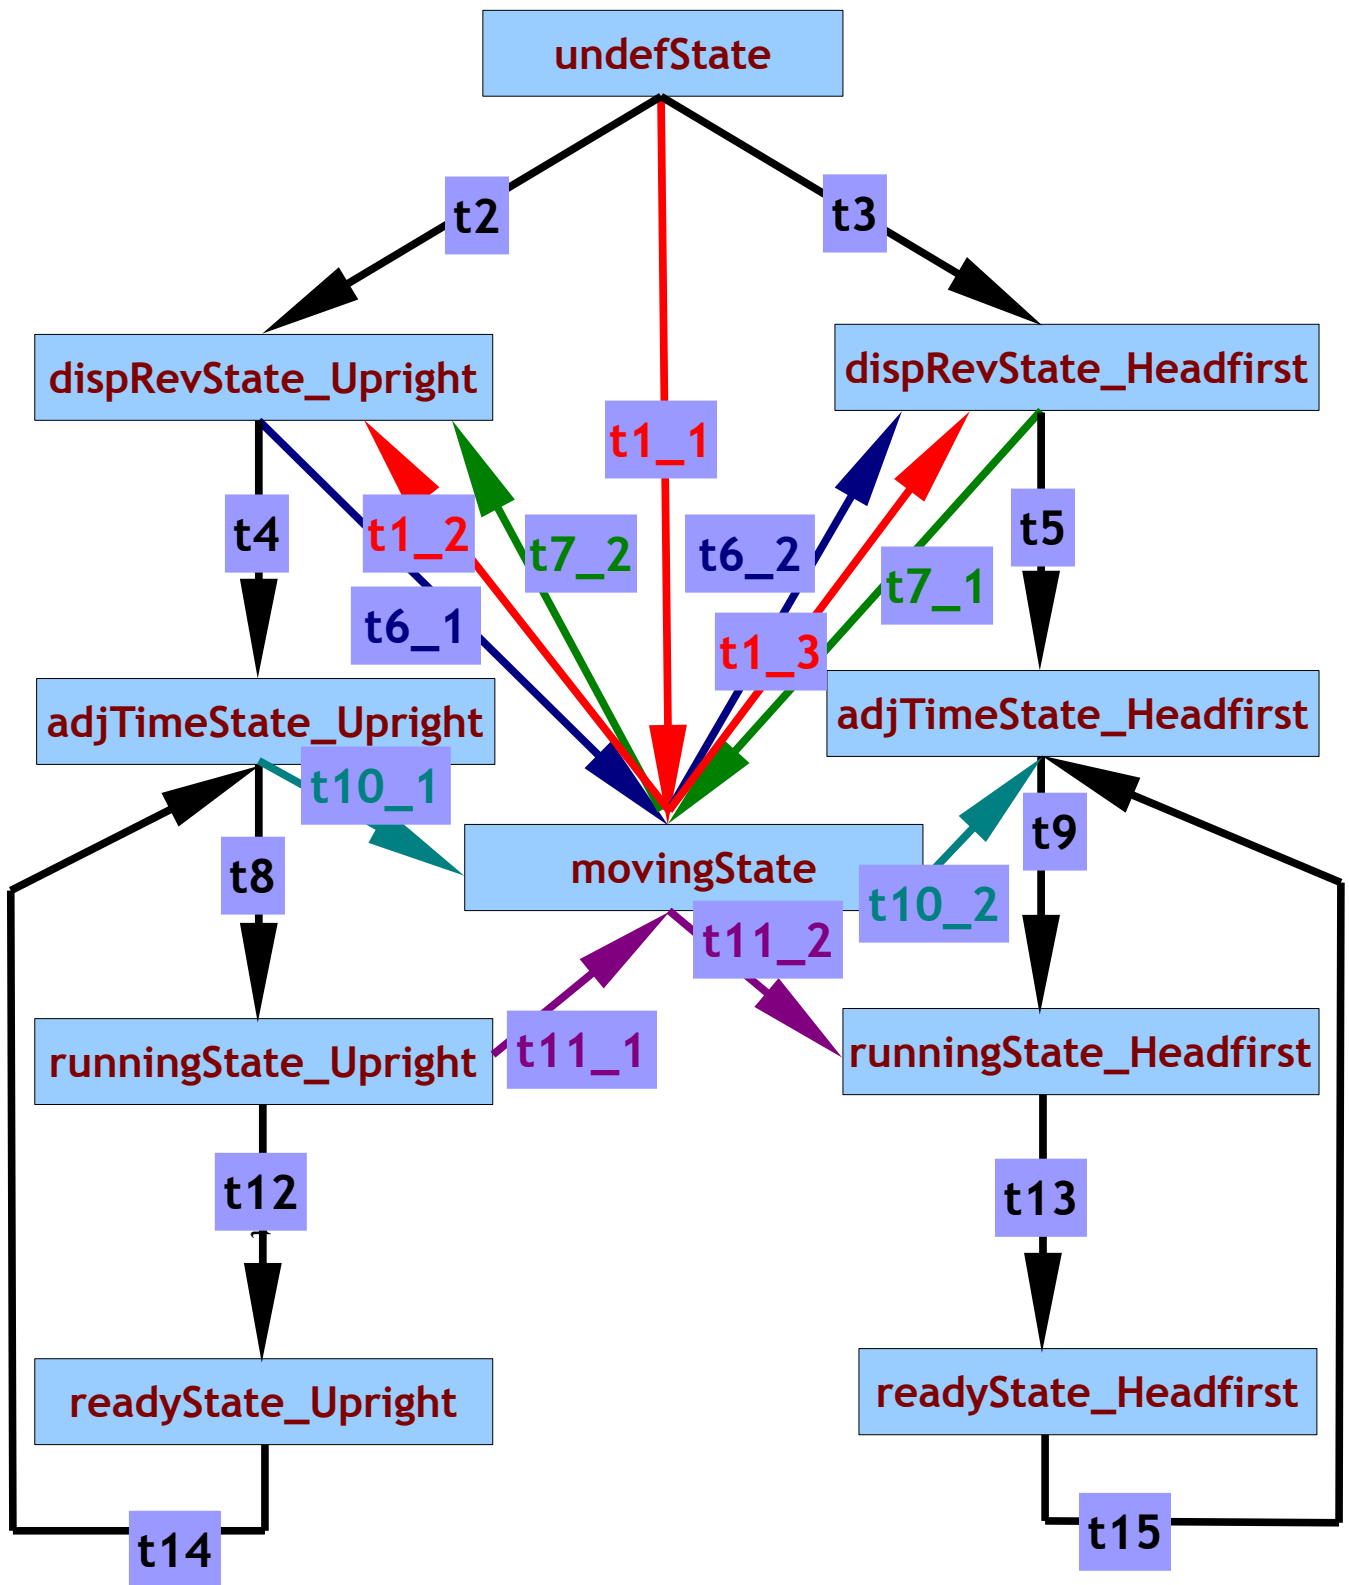 undefState
t2
t3
dispRevState_Upright
dispRevState_Headfirst
t1_1
t4
t1_2
t7_2
t6_2
t5
t7_1
t6_1
t1_3
adjTimeState_Upright
adjTimeState_Headfirst
t10_1
t9
t8
movingState
t10_2
t11_2
t11_1
runningState_Upright
runningState_Headfirst
t12
t13
readyState_Upright
readyState_Headfirst
t14
t15